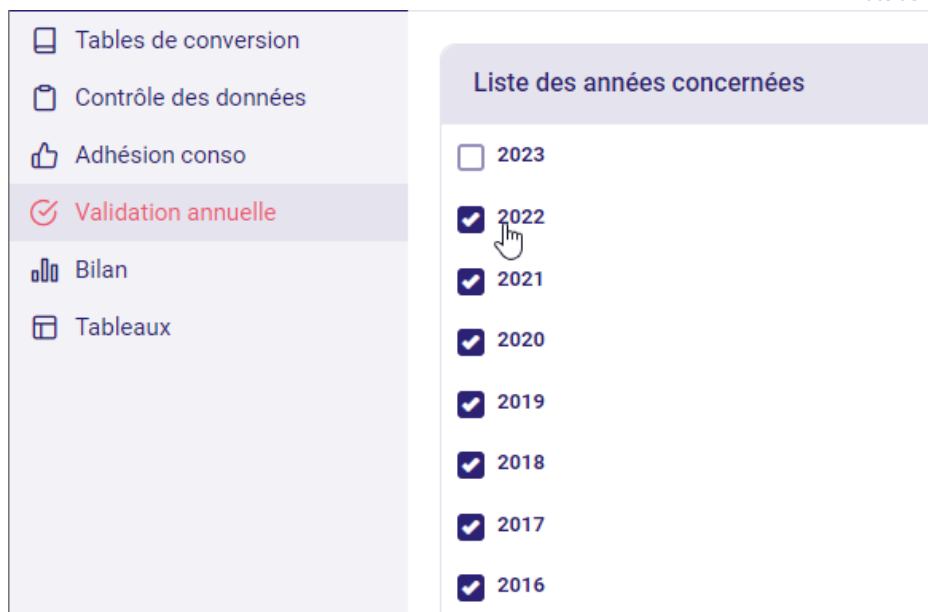 Tables de conversion
Contrôle des données
Adhésion conso
Validation annuelle
Bilan
Tableaux
Liste des années concernées
2023
2022
2021
2020
2019
2018
2017
2016